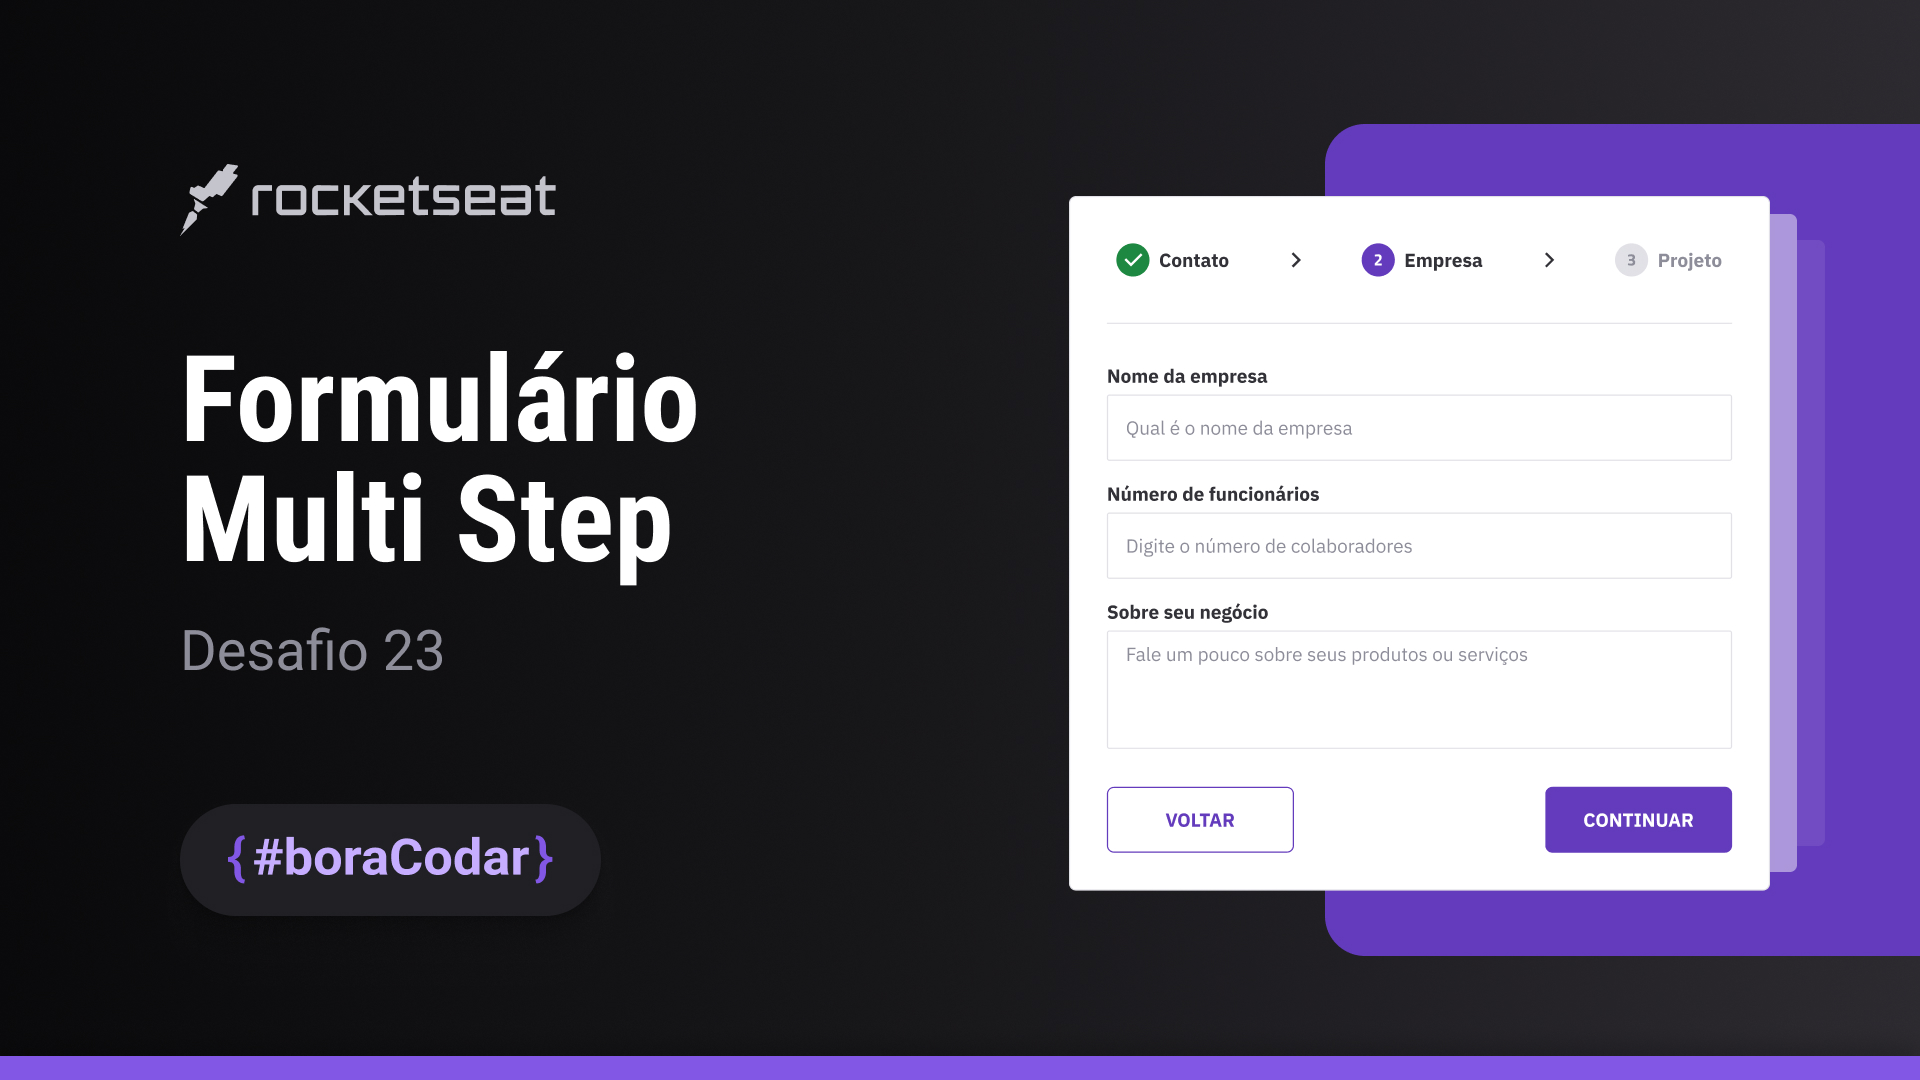 rocketseat
Formulário
Multi Step
Desafio 23
{#boraCodar}
Contato
2
Empresa
3
Projeto
Nome da empresa
Qual é o nome da empresa
Número de funcionários
Digite o número de colaboradores
Sobre seu negócio
Fale um pouco sobre seus produtos ou serviços
VOLTAR
CONTINUAR